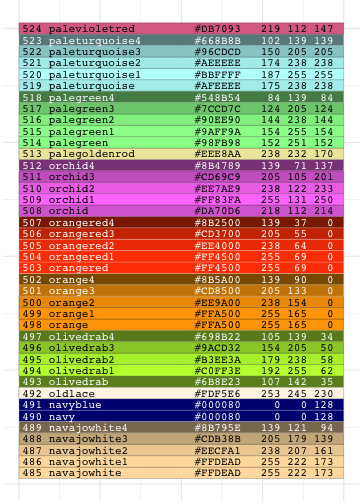 524 palevioletred #DB7093 219 112 147
523 paleturquoise4 #668B8B 102 139 139
522 paleturquoise3 #96CDCD 150 205 205
521 paleturquoise2 #AEEEEE 174 238 238
520 paleturquoise1 #BBFFFF 187 255 255
519 paleturquoise #AFEEEE 175 238 238
518 palegreen4 #548B54 84 139 84
517 palegreen3 #7CCD7C 124 205 124
516 palegreen2 #90EE90 144 238 144
515 palegreen1 #9AFF9A 154 255 154
514 palegreen #98FB98 152 251 152
513 palegoldenrod #EEE8AA 238 232 170
512 orchid4 #8B4789 139 71 137
511 orchid3 #CD69C9 205 105 201
510 orchid2 #EE7AE9 238 122 233
509 orchid1 #FF83FA 255 131 250
508 orchid #DA70D6 218 112 214
507 orangered4 #8B2500 139 37 0
506 orangered3 #CD3700 205 55 0
505 orangered2 #EE4000 238 64 0
504 orangered1 #FF4500 255 69 0
503 orangered #FF4500 255 69 0
502 orange4 #8B5A00 139 90 0
501 orange3 #CD8500 205 133 0
500 orange2 #EE9A00 238 154 0
499 orange1 #FFA500 255 165 0
498 orange #FFA500 255 165 0
497 olivedrab4 #698B22 105 139 34
496 olivedrab3 #9ACD32 154 205 50
495 olivedrab2 #B3EE3A 179 238 58
494 olivedrab1 #C0FF3E 192 255 62
493 olivedrab #6B8E23 107 142 35
492 oldlace #FDF5E6 253 245 230
491 navyblue #000080 0 0 128
490 navy #000080 0 0 128
489 navajowhite4 #8B795E 139 121 94
488 navajowhite3 #CDB38B 205 179 139
487 navajowhite2 #EECFA1 238 207 161
486 navajowhite1 #FFDEAD 255 222 173
485 navajowhite #FFDEAD 255 222 173